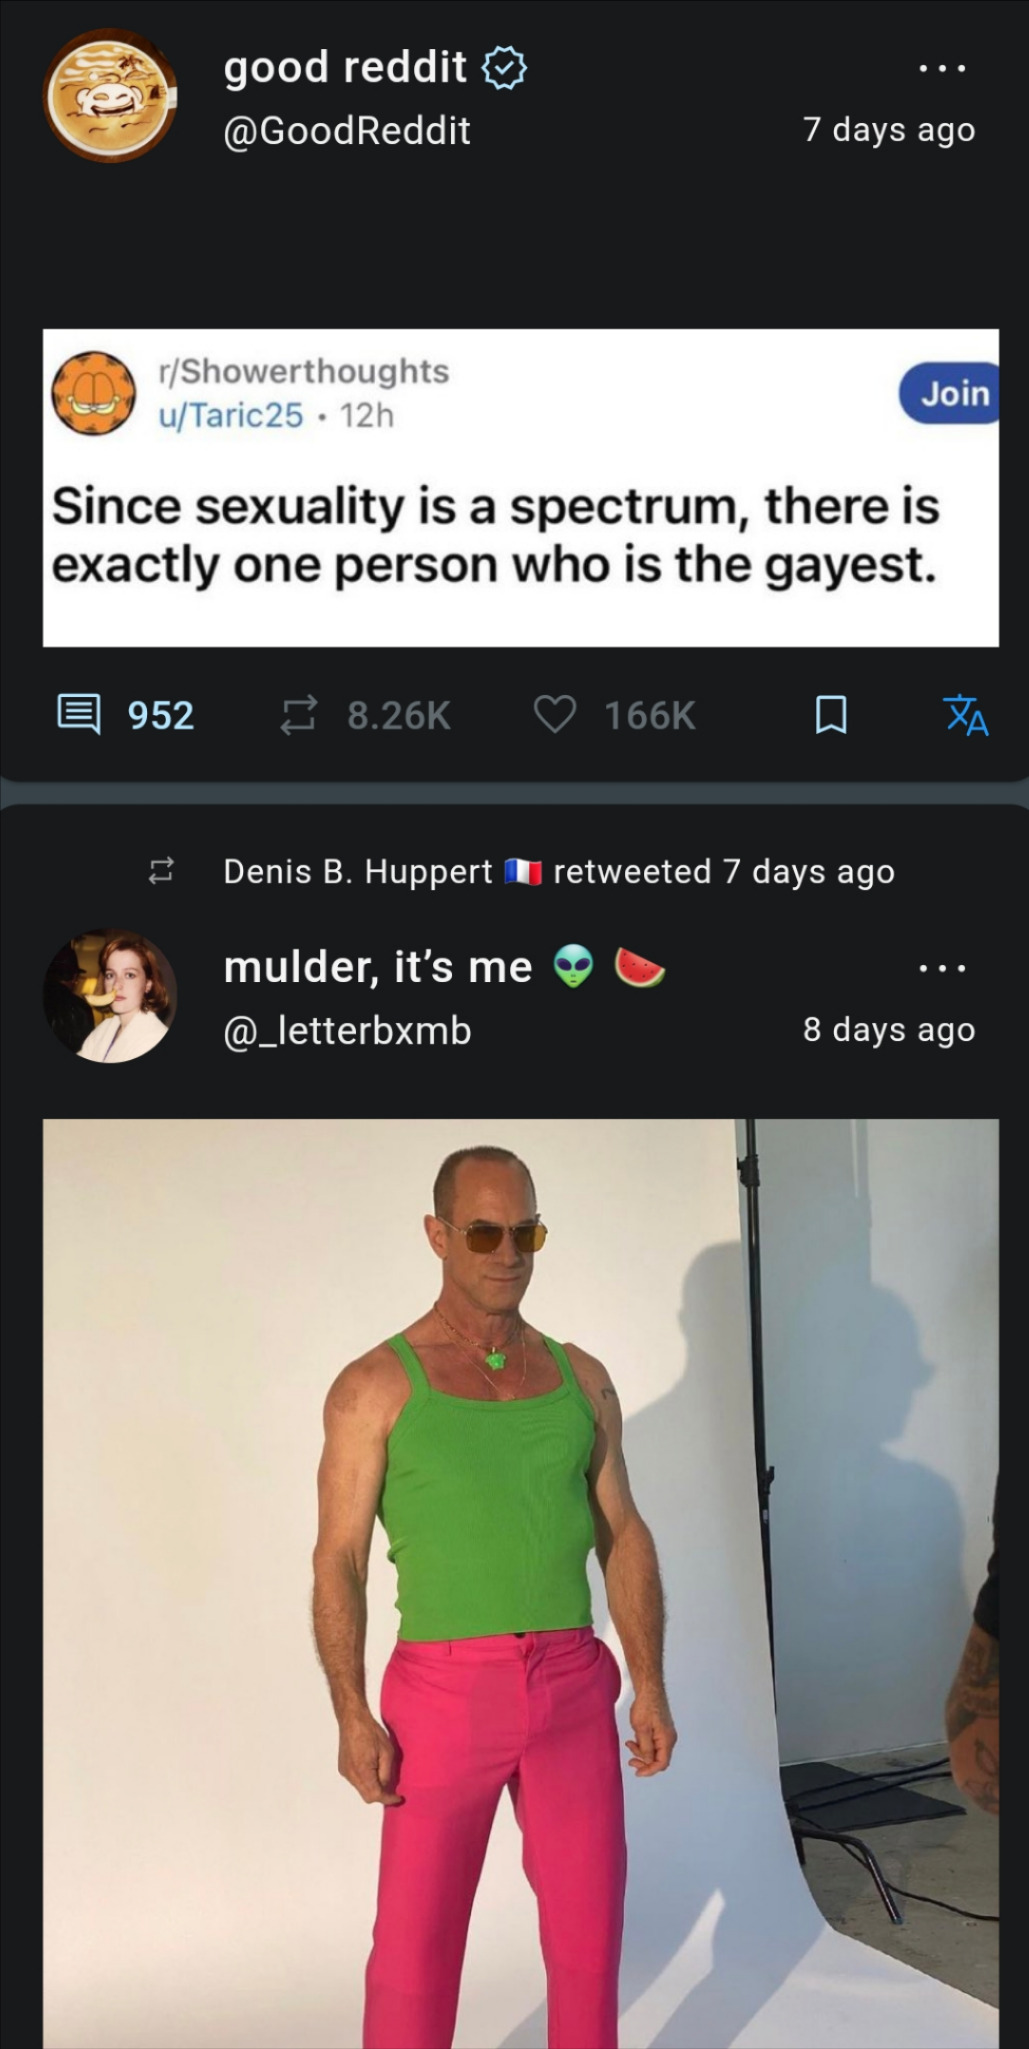 good reddit
@GoodReddit
7 days ago
r/Showerthoughts
u/Taric25 • 12h
Join
Since sexuality is a spectrum, there is
exactly one person who is the gayest.
952
8.26K
166K
Denis B. Huppert 🇫🇷 retweeted 7 days ago
mulder, it’s me 👽 🍉
@_letterbxmb
8 days ago